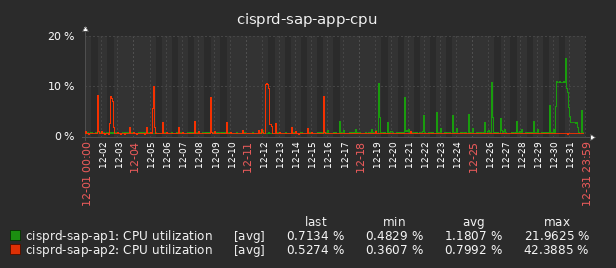 cisprd-sap-app-cpu
20 %
10 %
0 %
12-01 00:00 12-02 12-03 12-04 12-05 12-06 12-07 12-08 12-09 12-10 12-11 12-12 12-13 12-14 12-15 12-16 12-17 12-18 12-19 12-20 12-21 12-22 12-23 12-24 12-25 12-26 12-27 12-28 12-29 12-30 12-31 12-31 23:59
last min avg max
cisprd-sap-ap1: CPU utilization [avg] 0.7134 % 0.4829 % 1.1807 % 21.9625 %
cisprd-sap-ap2: CPU utilization [avg] 0.5274 % 0.3607 % 0.7992 % 42.3885 %